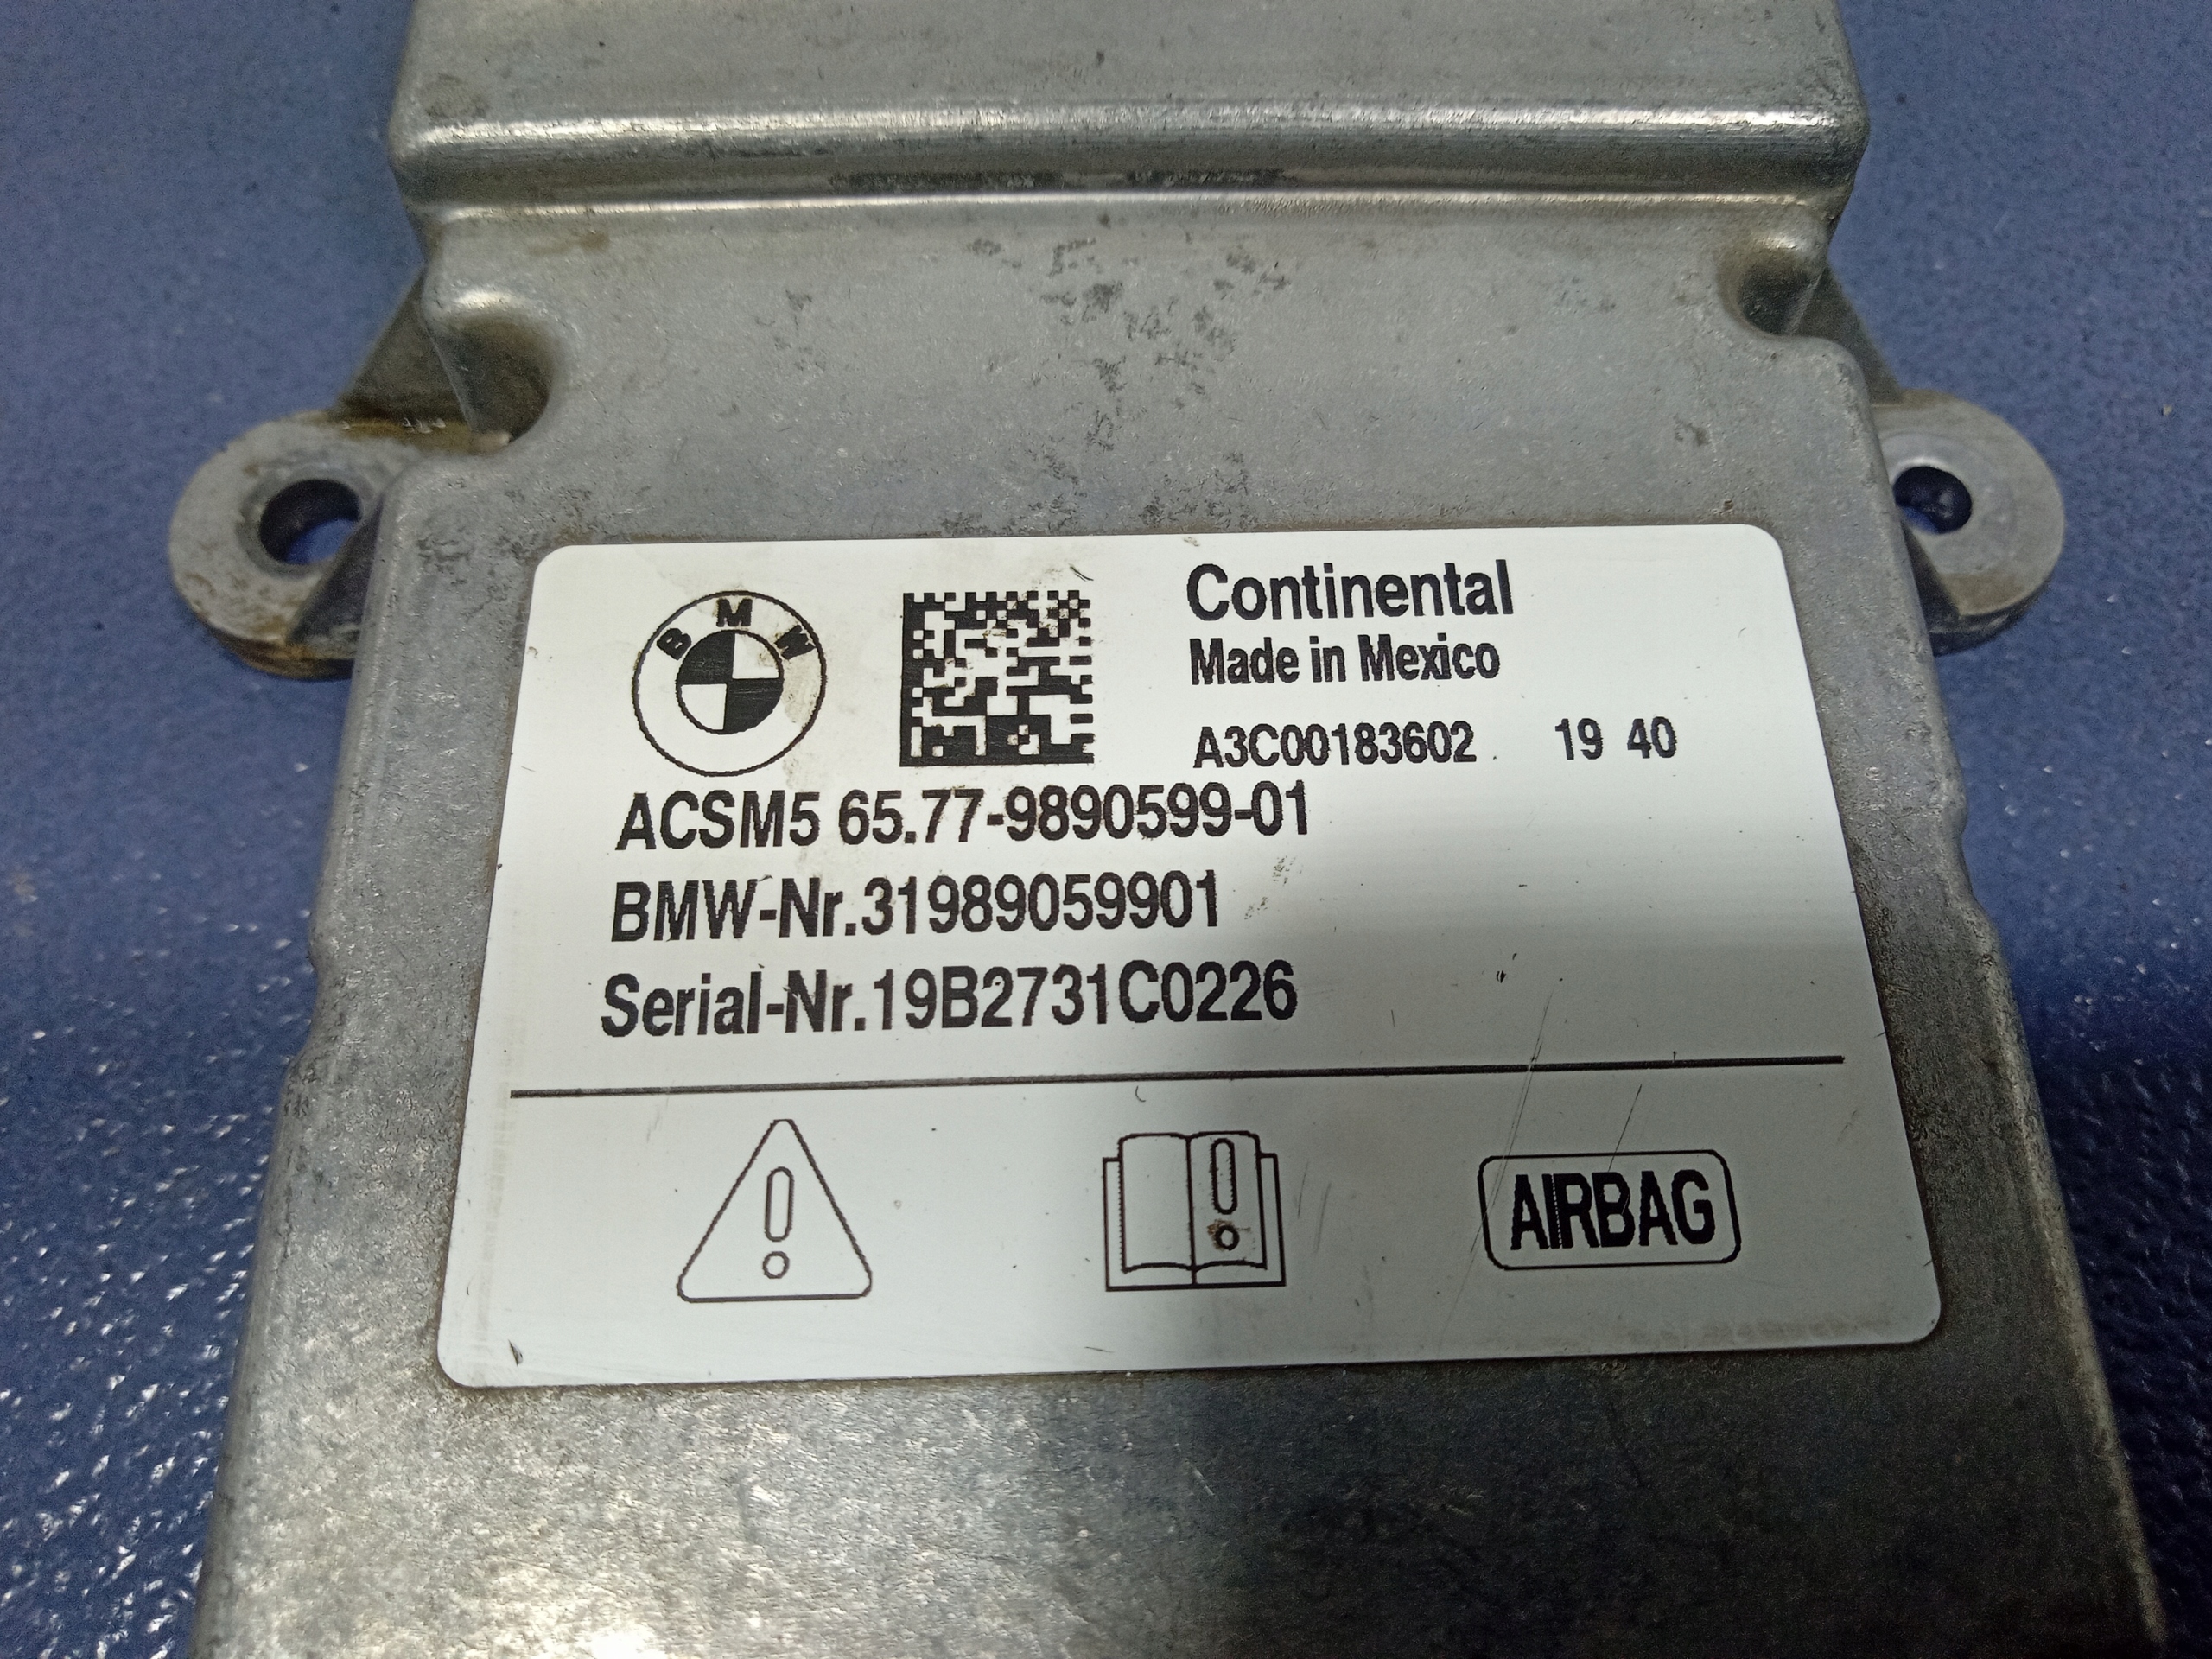 BMW
Continental
Made in Mexico
A3C00183602 19 40
ACSM5 65.77-9890599-01
BMW-Nr.31989059901
Serial-Nr.19B2731C0226
AIRBAG